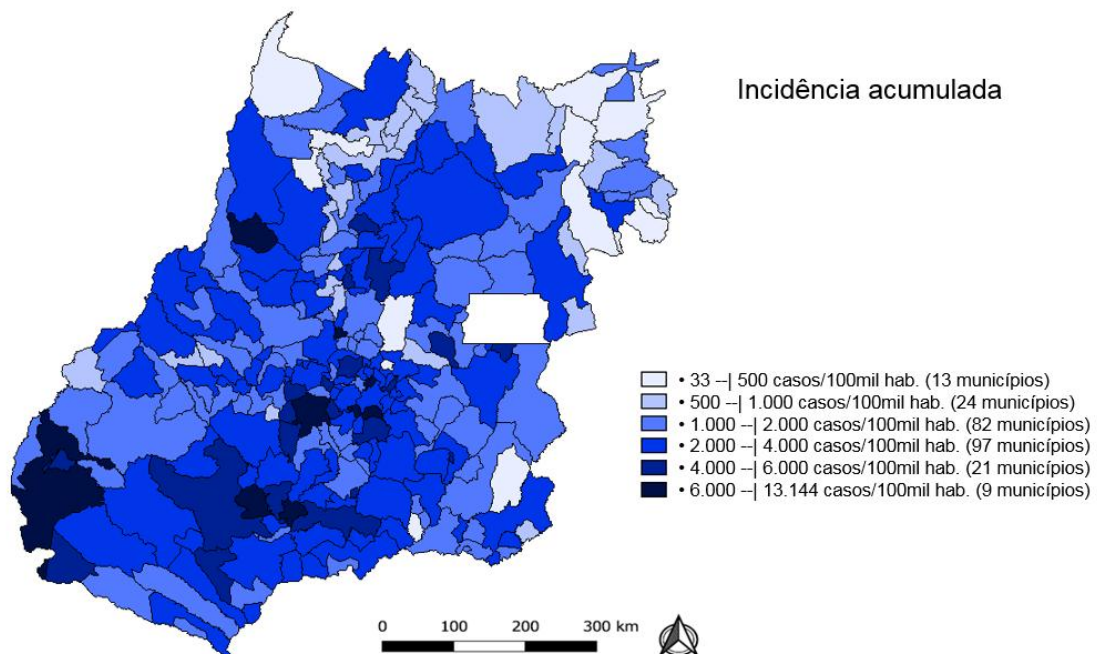 Incidência acumulada
• 33 --| 500 casos/100mil hab. (13 municípios)
• 500 --| 1.000 casos/100mil hab. (24 municípios)
• 1.000 --| 2.000 casos/100mil hab. (82 municípios)
• 2.000 --| 4.000 casos/100mil hab. (97 municípios)
• 4.000 --| 6.000 casos/100mil hab. (21 municípios)
• 6.000 --| 13.144 casos/100mil hab. (9 municípios)
0 100 200 300 km